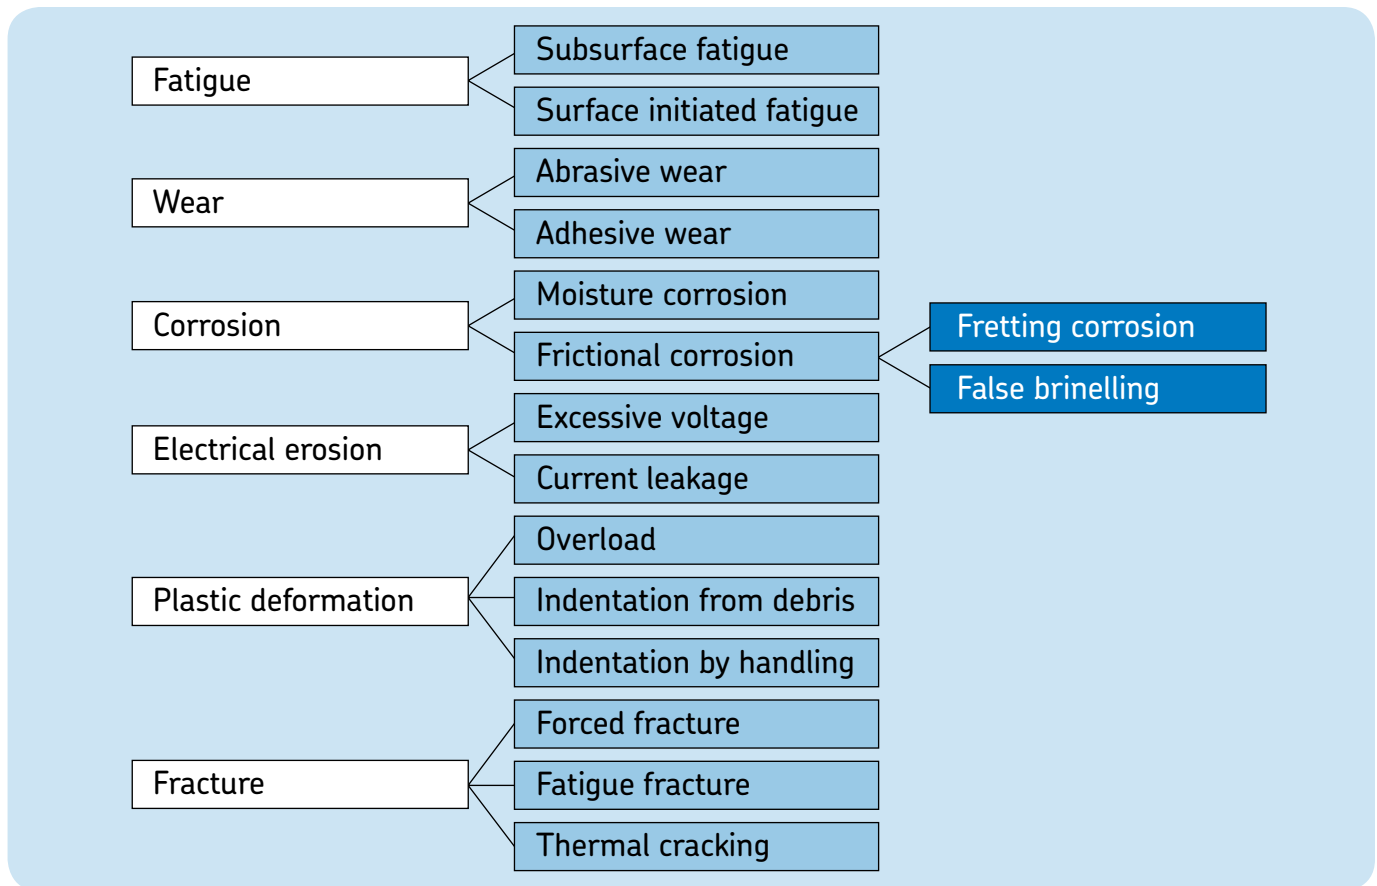 Fatigue
Subsurface fatigue
Surface initiated fatigue
Wear
Abrasive wear
Adhesive wear
Corrosion
Moisture corrosion
Frictional corrosion
Fretting corrosion
False brinelling
Electrical erosion
Excessive voltage
Current leakage
Plastic deformation
Overload
Indentation from debris
Indentation by handling
Fracture
Forced fracture
Fatigue fracture
Thermal cracking